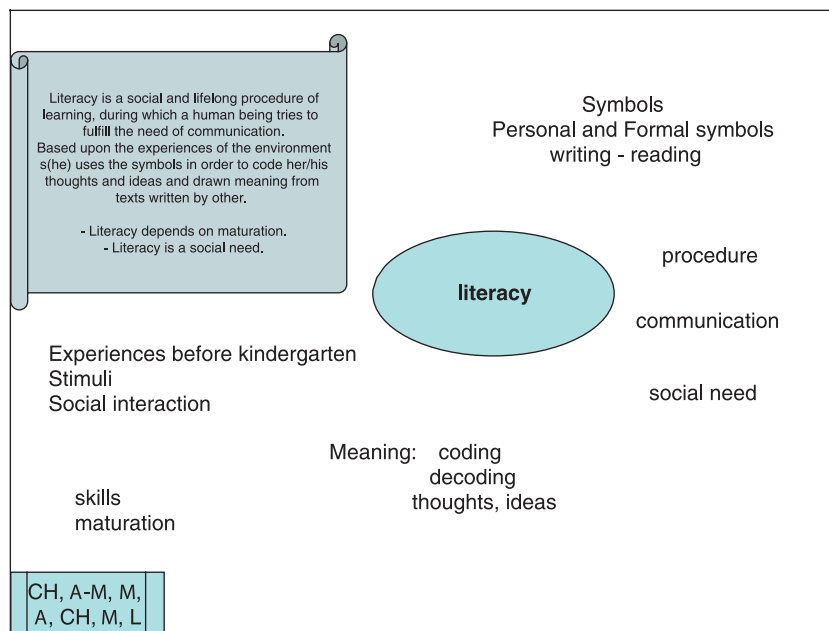 Literacy is a social and lifelong procedure of
learning, during which a human being tries to
fulfill the need of communication.
Based upon the experiences of the environment
s(he) uses the symbols in order to code her/his
thoughts and ideas and drawn meaning from
texts written by other.
- Literacy depends on maturation.
- Literacy is a social need.
Symbols
Personal and Formal symbols
writing - reading
literacy
procedure
communication
social need
Experiences before kindergarten
Stimuli
Social interaction
Meaning: coding
decoding
thoughts, ideas
skills
maturation
CH, A-M, M,
A, CH, M, L